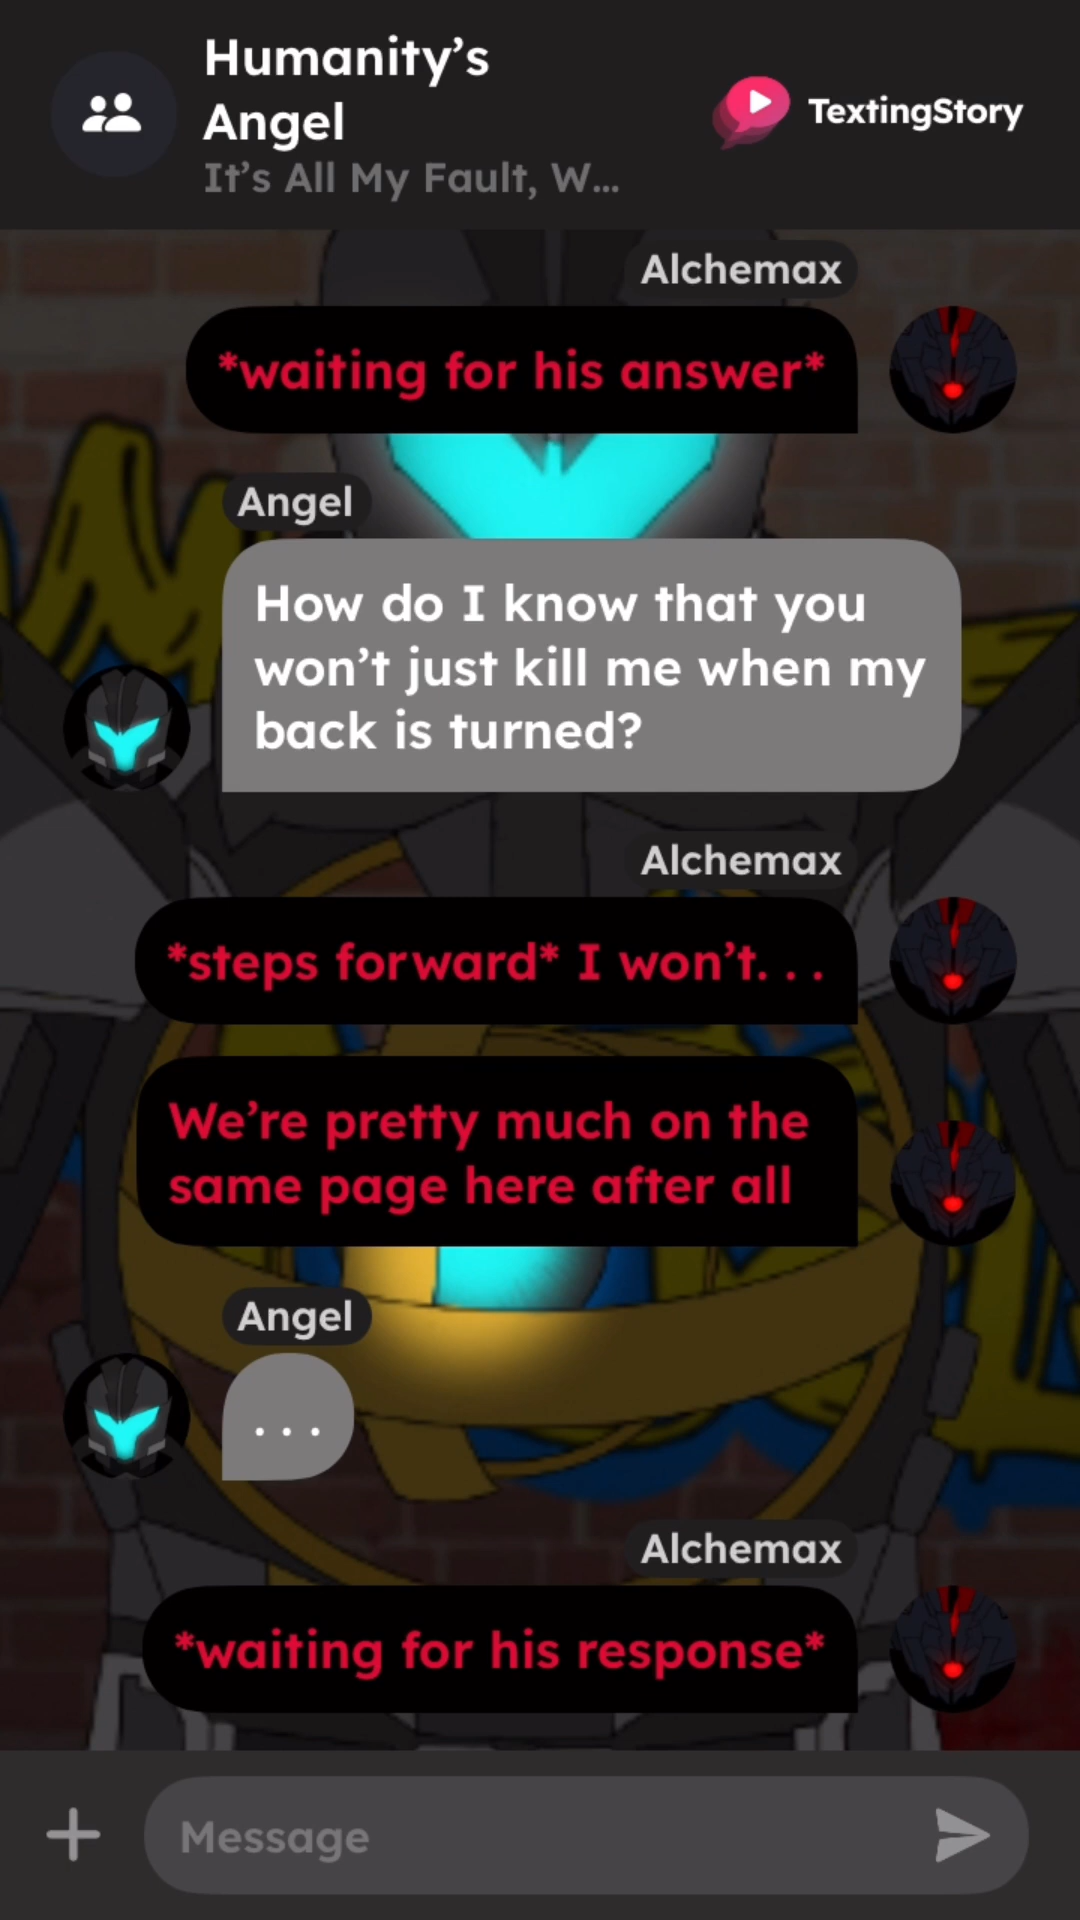 Humanity’s
Angel
It’s All My Fault, W...
TextingStory
Alchemax
*waiting for his answer*
Angel
How do I know that you
won’t just kill me when my
back is turned?
Alchemax
*steps forward* I won’t. . .
We’re pretty much on the
same page here after all
Angel
. . .
Alchemax
*waiting for his response*
Message